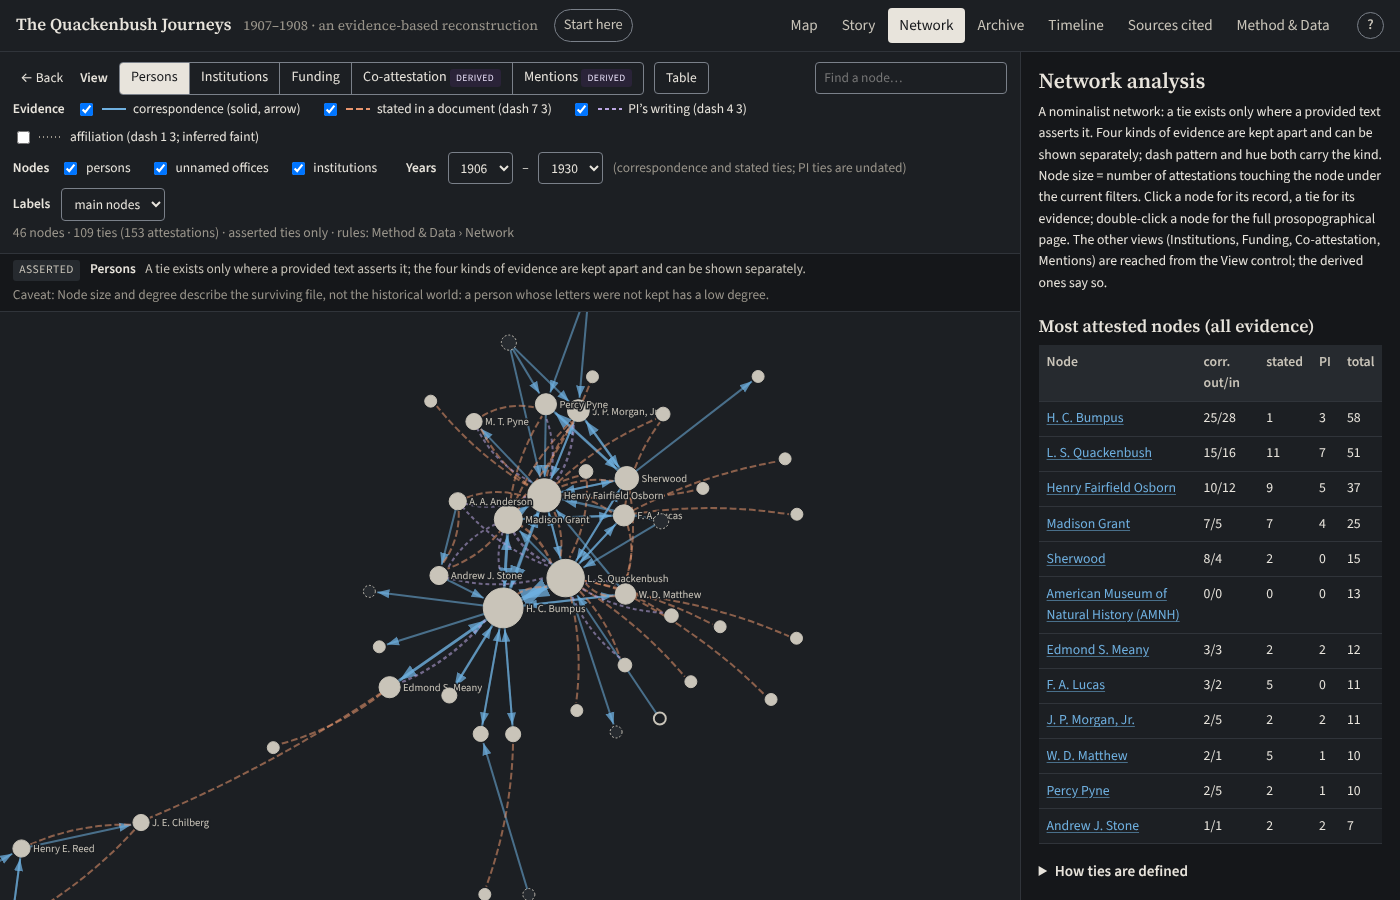 The Quackenbush Journeys 1907–1908 · an evidence-based reconstruction Start here
Map Story Network Archive Timeline Sources cited Method & Data ?
← Back View Persons Institutions Funding Co-attestation DERIVED Mentions DERIVED Table Find a node…
Evidence correspondence (solid, arrow) stated in a document (dash 7 3) PI's writing (dash 4 3)
affiliation (dash 1 3; inferred faint)
Nodes persons unnamed offices institutions Years 1906 – 1930 (correspondence and stated ties; PI ties are undated)
Labels main nodes
46 nodes · 109 ties (153 attestations) · asserted ties only · rules: Method & Data › Network
ASSERTED Persons A tie exists only where a provided text asserts it; the four kinds of evidence are kept apart and can be shown separately.
Caveat: Node size and degree describe the surviving file, not the historical world: a person whose letters were not kept has a low degree.
Percy Pyne
J. P. Morgan, Jr.
M. T. Pyne
Sherwood
Henry Fairfield Osborn
A. A. Anderson
Madison Grant
F. A. Lucas
Andrew J. Stone
L. S. Quackenbush
W. D. Matthew
H. C. Bumpus
Edmond S. Meany
J. E. Chilberg
Henry E. Reed
Network analysis
A nominalist network: a tie exists only where a provided text
asserts it. Four kinds of evidence are kept apart and can be
shown separately; dash pattern and hue both carry the kind.
Node size = number of attestations touching the node under
the current filters. Click a node for its record, a tie for its
evidence; double-click a node for the full prosopographical
page. The other views (Institutions, Funding, Co-attestation,
Mentions) are reached from the View control; the derived
ones say so.
Most attested nodes (all evidence)
Node corr. out/in stated PI total
H. C. Bumpus 25/28 1 3 58
L. S. Quackenbush 15/16 11 7 51
Henry Fairfield Osborn 10/12 9 5 37
Madison Grant 7/5 7 4 25
Sherwood 8/4 2 0 15
American Museum of Natural History (AMNH) 0/0 0 0 13
Edmond S. Meany 3/3 2 2 12
F. A. Lucas 3/2 5 0 11
J. P. Morgan, Jr. 2/5 2 2 11
W. D. Matthew 2/1 5 1 10
Percy Pyne 2/5 2 1 10
Andrew J. Stone 1/1 2 2 7
▶ How ties are defined